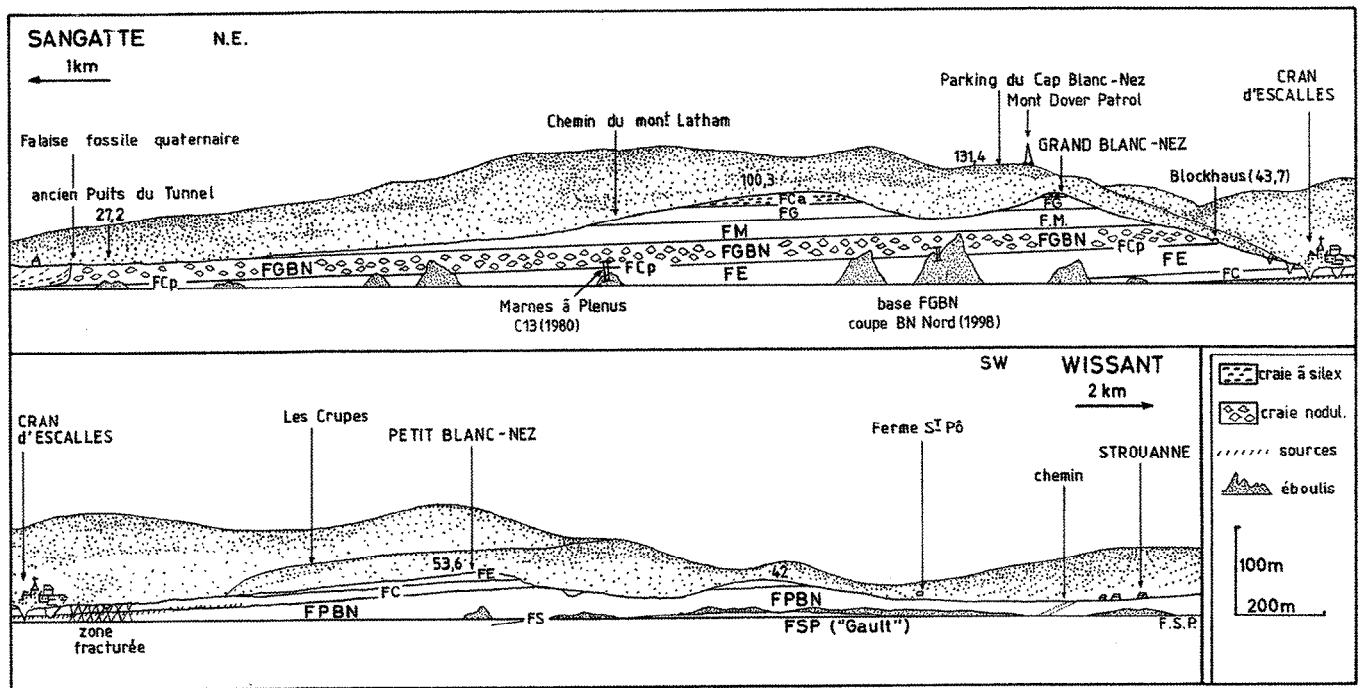 SANGATTE N.E.
1km
Falaise fossile quaternaire
ancien Puits du Tunnel
27,2
Chemin du mont Latham
100,3
131,4
Parking du Cap Blanc-Nez
Mont Dover Patrol
GRAND BLANC-NEZ
Blockhaus (43,7)
CRAN
d'ESCALLES
FCa
FG
FG
FM
F.M.
FGBN
FGBN
FGBN
FCp
FCp
FCp
FE
FE
FC
Marnes à Plenus
C13 (1980)
base FGBN
coupe BN Nord (1998)
SW WISSANT
2 km
CRAN
d'ESCALLES
Les Crupes
PETIT BLANC-NEZ
Ferme St Pô
chemin
STROUANNE
53,6
FE
FC
42
FPBN
FPBN
FS
FSP ("Gault")
F.S.P.
zone
fracturée
craie ã silex
craie nodul.
sources
éboulis
100m
200m